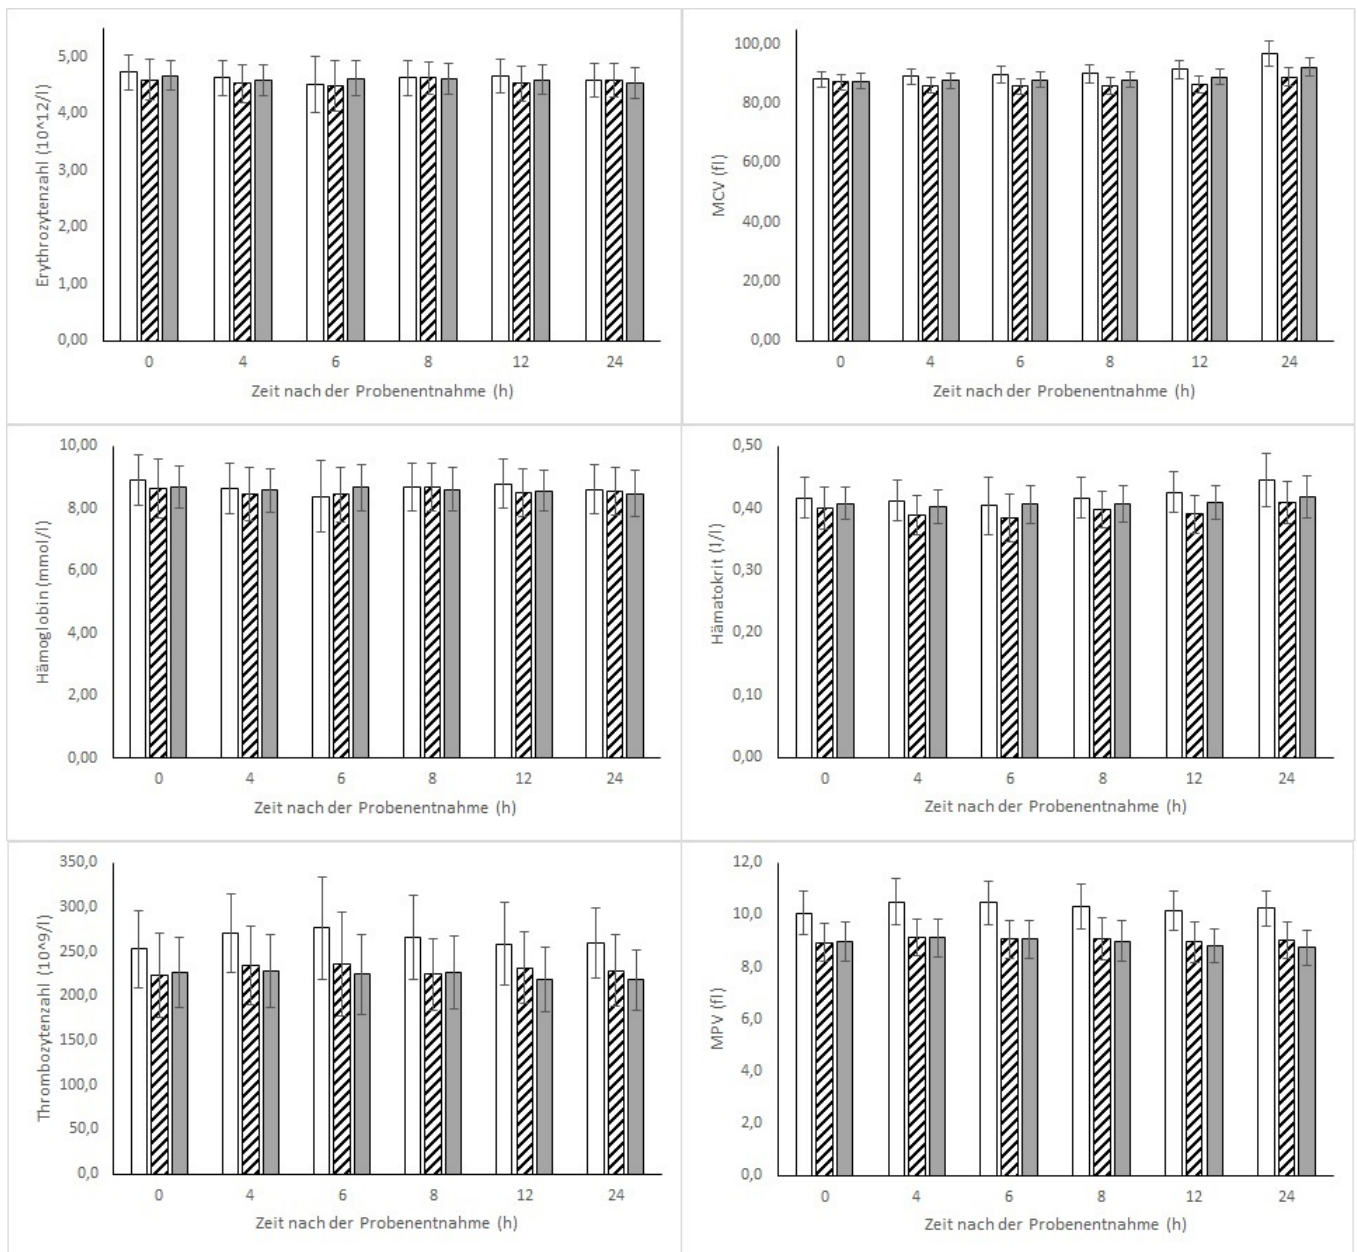 Erythrozytenzahl (10^12/l)
5,00
4,00
3,00
2,00
1,00
0,00
0 4 6 8 12 24
Zeit nach der Probenentnahme (h)
MCV (fl)
100,00
80,00
60,00
40,00
20,00
0,00
0 4 6 8 12 24
Zeit nach der Probenentnahme (h)
Hämoglobin (mmol/l)
10,00
8,00
6,00
4,00
2,00
0,00
0 4 6 8 12 24
Zeit nach der Probenentnahme (h)
Hämatokrit (1/l)
0,50
0,40
0,30
0,20
0,10
0,00
0 4 6 8 12 24
Zeit nach der Probenentnahme (h)
Thrombozytenzahl (10^9/l)
350,0
300,0
250,0
200,0
150,0
100,0
50,0
0,0
0 4 6 8 12 24
Zeit nach der Probenentnahme (h)
MPV (fl)
12,0
10,0
8,0
6,0
4,0
2,0
0,0
0 4 6 8 12 24
Zeit nach der Probenentnahme (h)